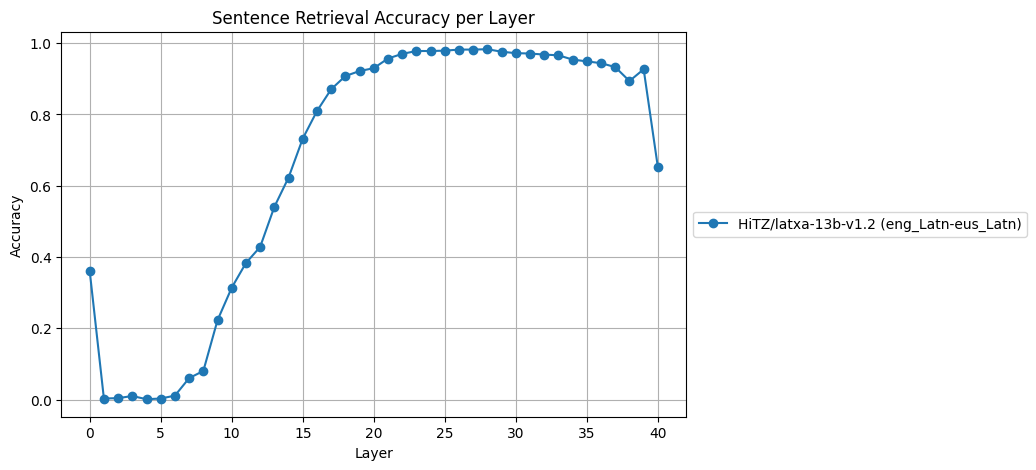 Sentence Retrieval Accuracy per Layer
1.0
0.8
0.6
0.4
0.2
0.0
Accuracy
0 5 10 15 20 25 30 35 40
Layer
HiTZ/latxa-13b-v1.2 (eng_Latn-eus_Latn)